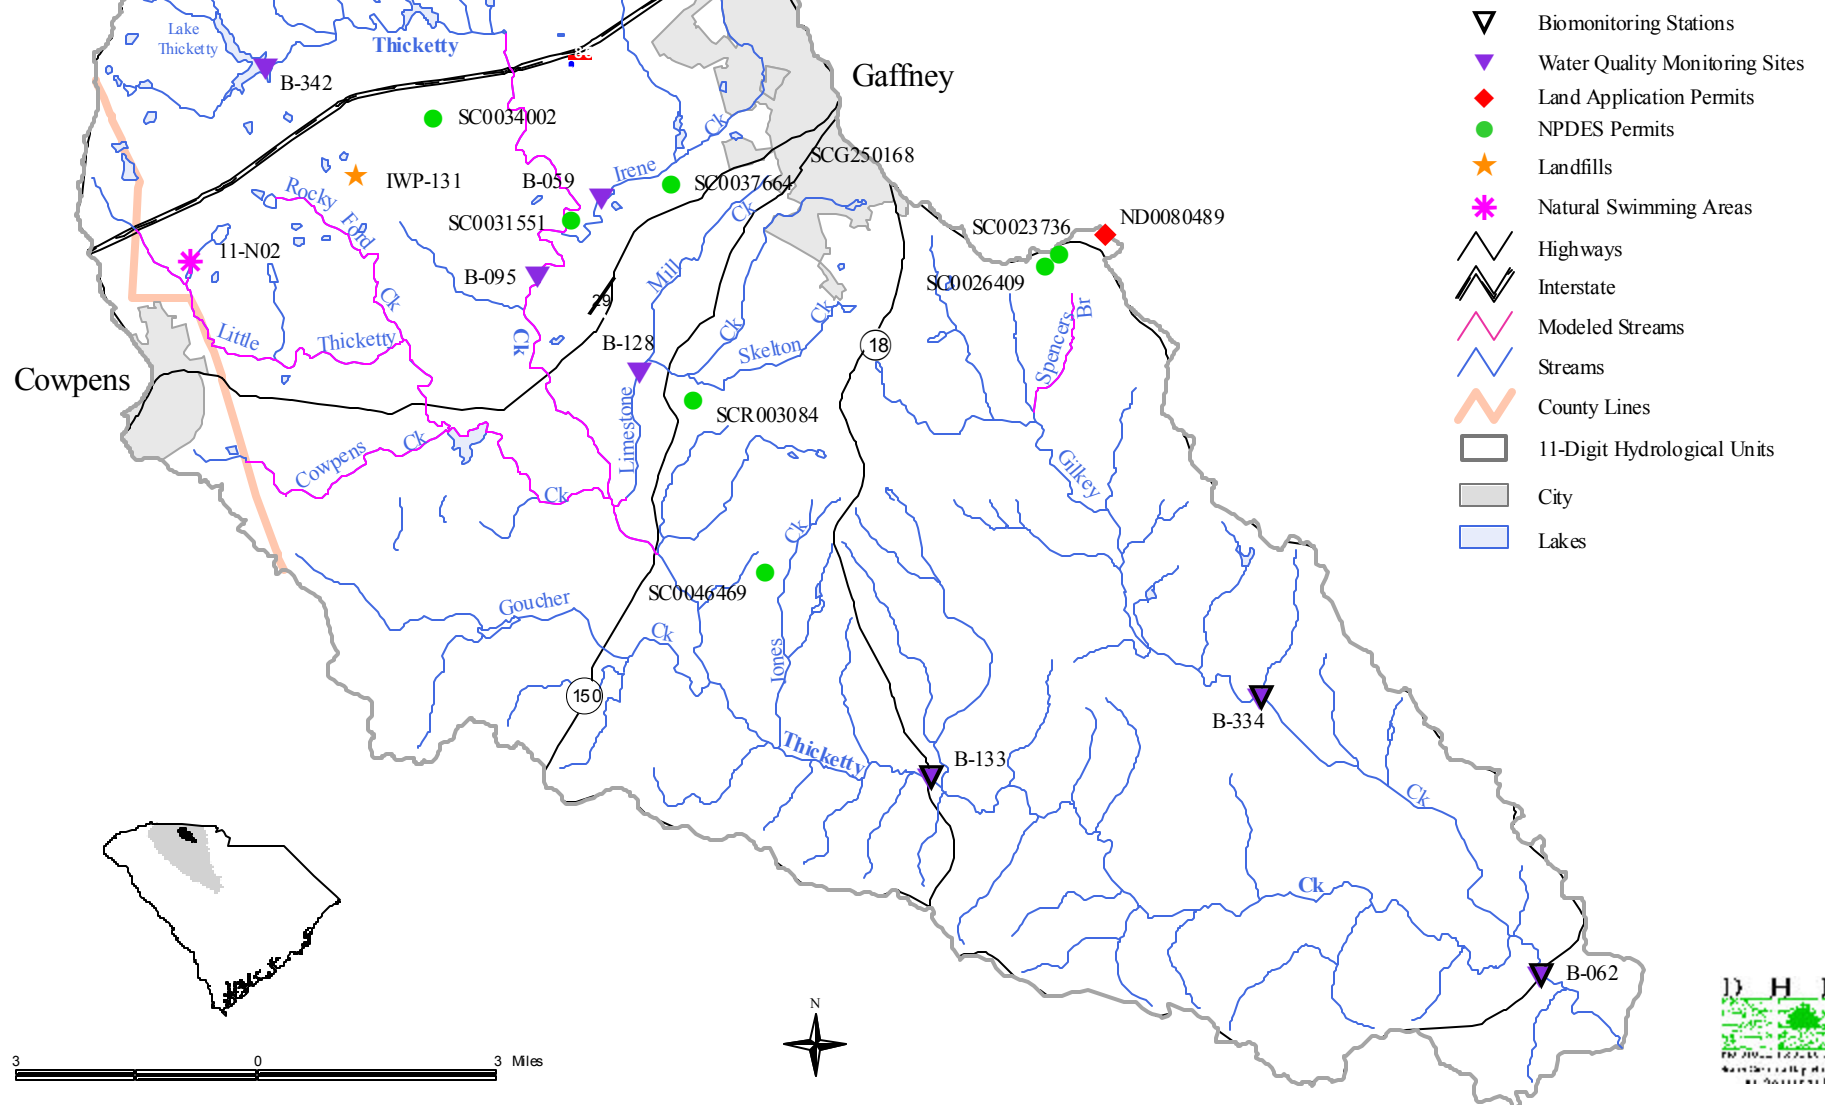 Lake
Thicketty
Thicketty
B-342
85
Gaffney
SC0034002
Ck
SCG250168
IWP-131
B-059
Irene
SC0037664
Rocky
Ford
Ck
SC0031551
Ck
11-N02
B-095
Mill
29
SC0023736
ND0080489
SC0026409
Little
Thicketty
Ck
B-128
Ck
Skelton
Ck
18
Spencers
Br
Cowpens
Limestone
SCR003084
Cowpens
Ck
Ck
Gilkey
Ck
SC0046469
Goucher
Ck
Jones
150
Thicketty
B-133
B-334
Ck
Ck
B-062
Biomonitoring Stations
Water Quality Monitoring Sites
Land Application Permits
NPDES Permits
Landfills
Natural Swimming Areas
Highways
Interstate
Modeled Streams
Streams
County Lines
11-Digit Hydrological Units
City
Lakes
N
3 0 3 Miles
D H